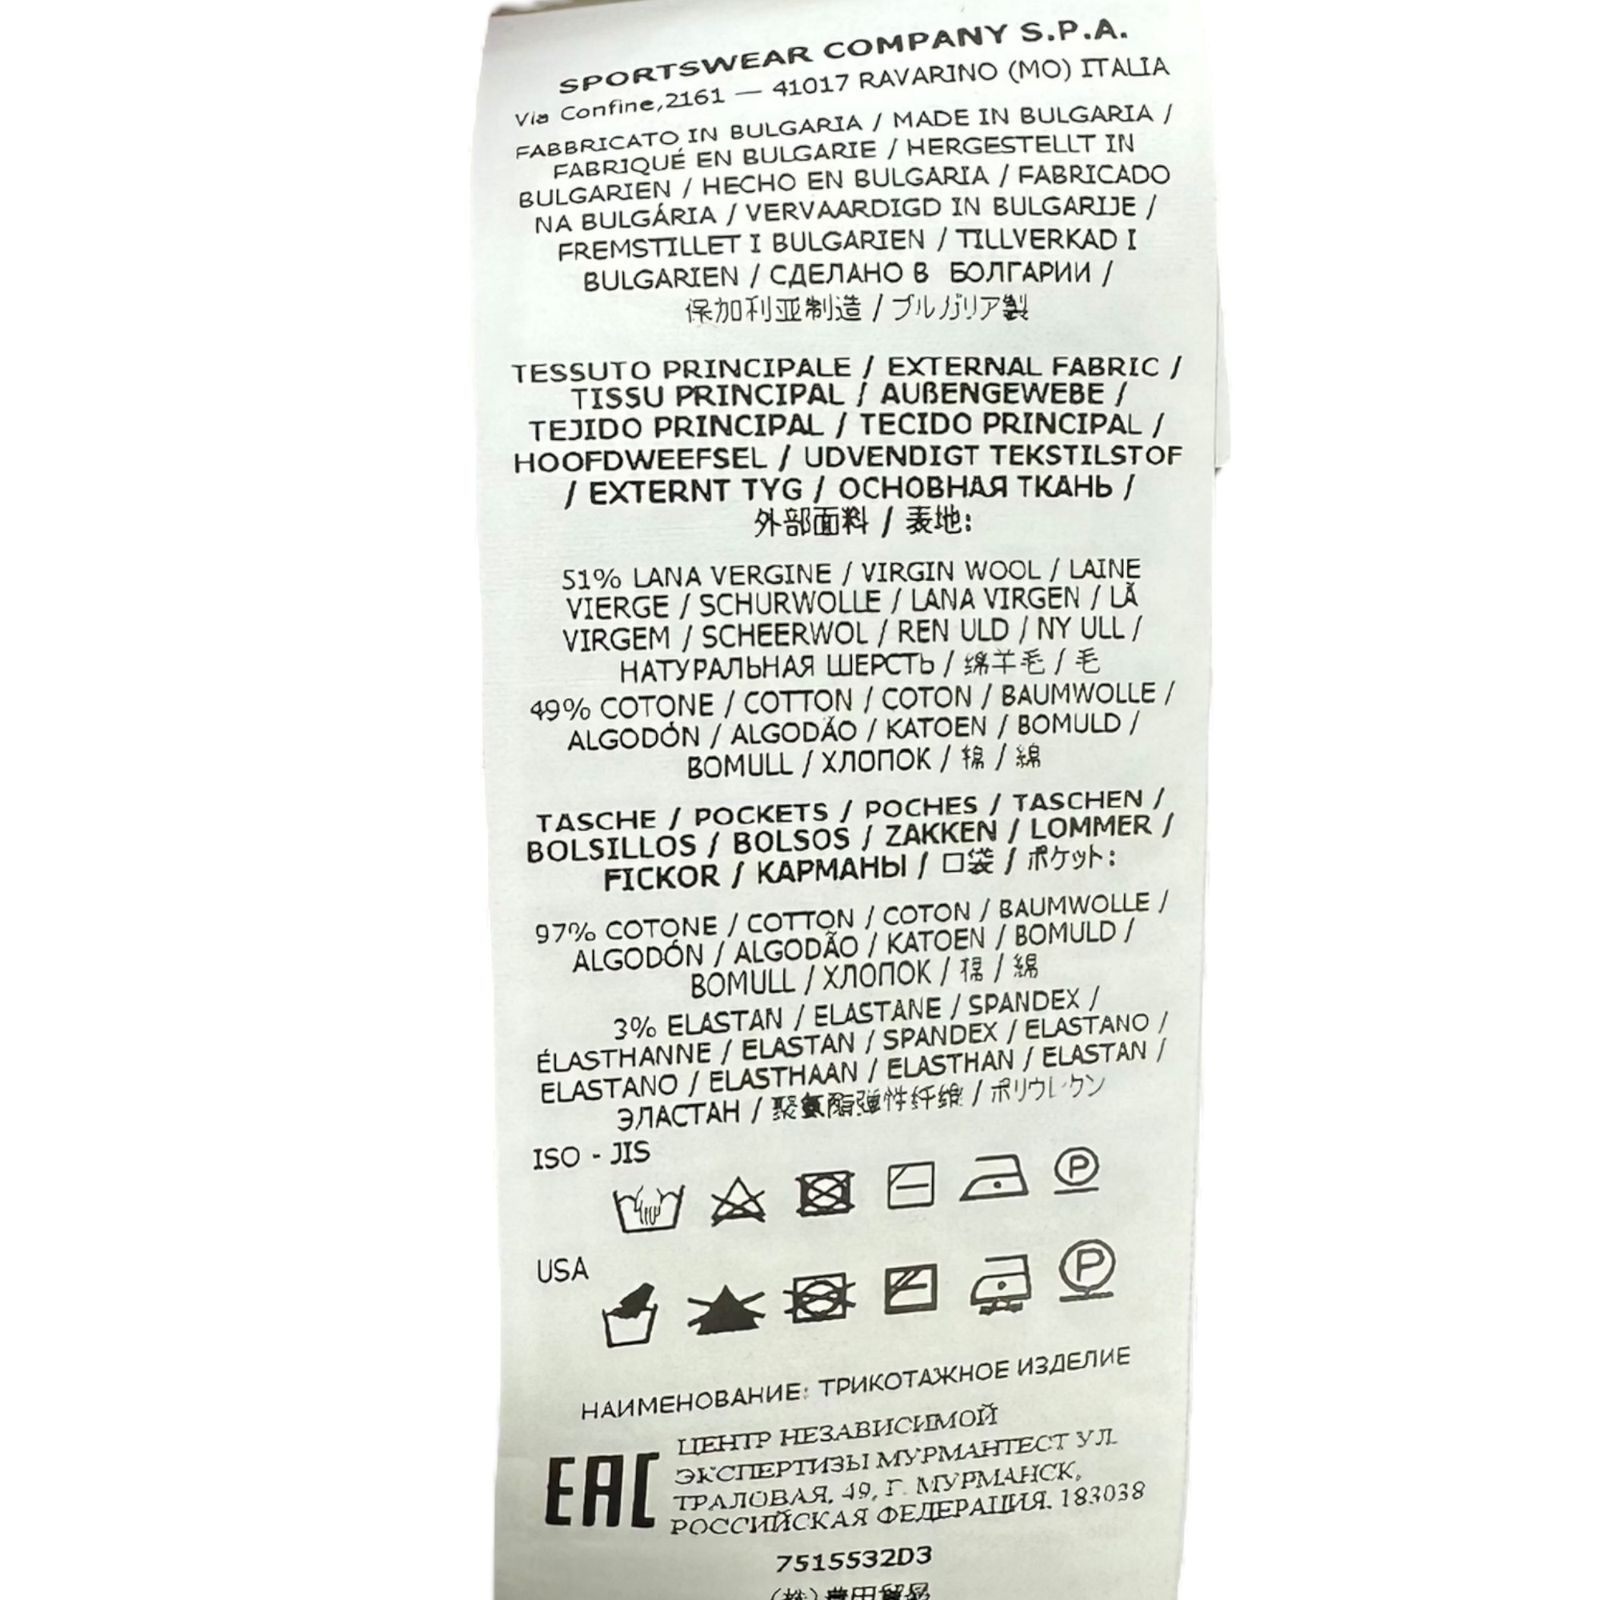 SPORTSWEAR COMPANY S.P.A.
Via Confine,2161 — 41017 RAVARINO (MO) ITALIA
FABBRICATO IN BULGARIA / MADE IN BULGARIA /
FABRIQUÉ EN BULGARIE / HERGESTELLT IN
BULGARIEN / HECHO EN BULGARIA / FABRICADO
NA BULGÁRIA / VERVAARDIGD IN BULGARIJE /
FREMSTILLET I BULGARIEN / TILLVERKAD I
BULGARIEN / СДЕЛАНО В БОЛГАРИИ /
保加利亚制造 / ブルガリア製
TESSUTO PRINCIPALE / EXTERNAL FABRIC /
TISSU PRINCIPAL / AUßENGEWEBE /
TEJIDO PRINCIPAL / TECIDO PRINCIPAL /
HOOFDWEEFSEL / UDVENDIGT TEKSTILSTOF
/ EXTERNT TYG / ОСНОВНАЯ ТКАНЬ /
外部面料 / 表地:
51% LANA VERGINE / VIRGIN WOOL / LAINE
VIERGE / SCHURWOLLE / LANA VIRGEN / LÃ
VIRGEM / SCHEERWOL / REN ULD / NY ULL /
НАТУРАЛЬНАЯ ШЕРСТЬ / 绵羊毛 / 毛
49% COTONE / COTTON / COTON / BAUMWOLLE /
ALGODÓN / ALGODÃO / KATOEN / BOMULD /
BOMULL / ХЛОПОК / 棉 / 綿
TASCHE / POCKETS / POCHES / TASCHEN /
BOLSILLOS / BOLSOS / ZAKKEN / LOMMER /
FICKOR / КАРМАНЫ / 口袋 / ポケット:
97% COTONE / COTTON / COTON / BAUMWOLLE /
ALGODÓN / ALGODÃO / KATOEN / BOMULD /
BOMULL / ХЛОПОК / 棉 / 綿
3% ELASTAN / ELASTANE / SPANDEX /
ÉLASTHANNE / ELASTAN / SPANDEX / ELASTANO /
ELASTANO / ELASTHAAN / ELASTHAN / ELASTAN /
ЭЛАСТАН / 聚氨酯弹性纤维 / ポリウレタン
ISO - JIS
P
USA
P
НАИМЕНОВАНИЕ: ТРИКОТАЖНОЕ ИЗДЕЛИЕ
ЦЕНТР НЕЗАВИСИМОЙ
ЭКСПЕРТИЗЫ МУРМАНТЕСТ УЛ.
ТРАЛОВАЯ, 49, Г. МУРМАНСК,
РОССИЙСКАЯ ФЕДЕРАЦИЯ. 183038
EAC
7515532D3